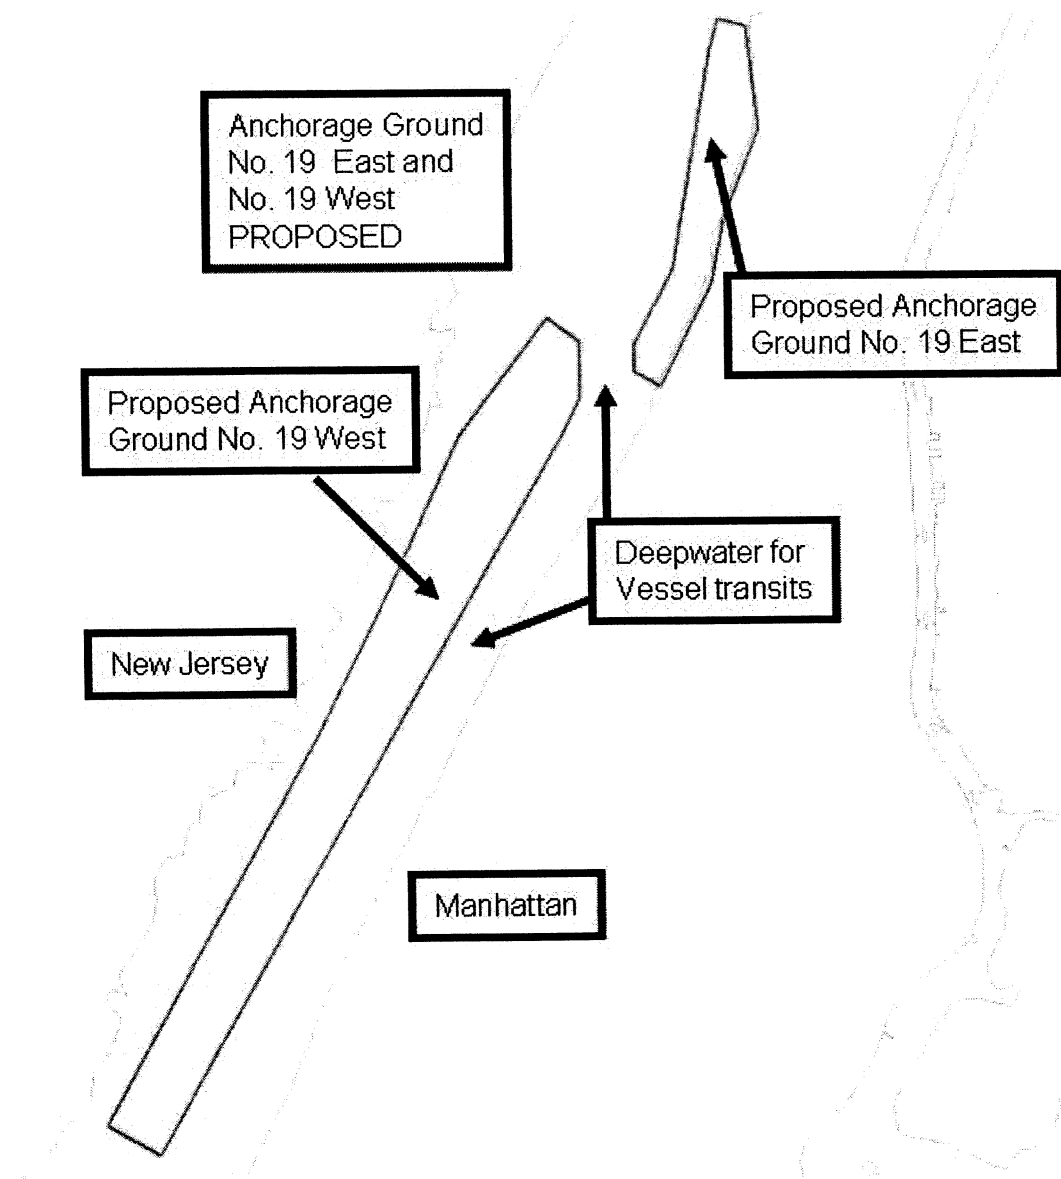 Anchorage Ground
No. 19 East and
No. 19 West
PROPOSED
Proposed Anchorage
Ground No. 19 East
Proposed Anchorage
Ground No. 19 West
Deepwater for
Vessel transits
New Jersey
Manhattan